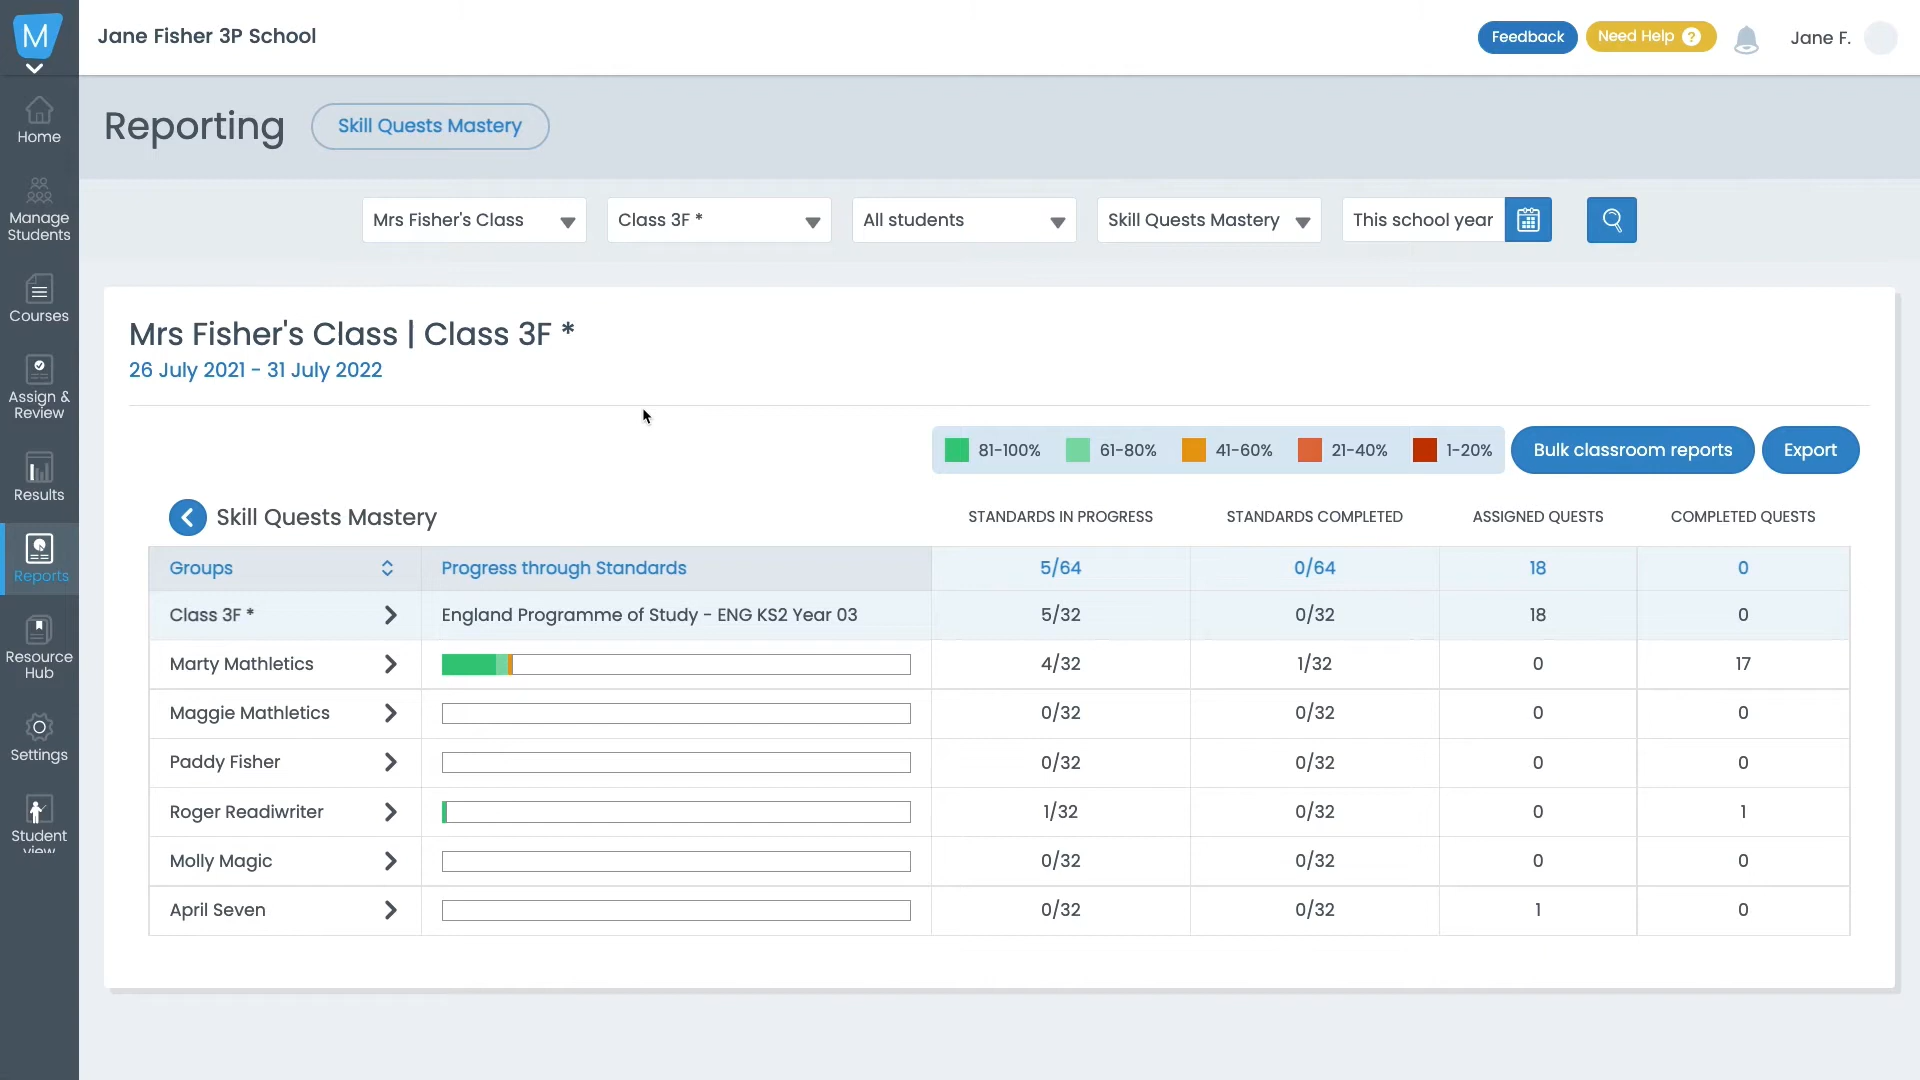 M
Jane Fisher 3P School
Feedback
Need Help ?
Jane F.
Home
Manage
Students
Courses
Assign &
Review
Results
Reports
Resource
Hub
Settings
Student
view
Reporting
Skill Quests Mastery
Mrs Fisher's Class
Class 3F *
All students
Skill Quests Mastery
This school year
Mrs Fisher's Class | Class 3F *
26 July 2021 - 31 July 2022
81-100%
61-80%
41-60%
21-40%
1-20%
Bulk classroom reports
Export
Skill Quests Mastery
STANDARDS IN PROGRESS
STANDARDS COMPLETED
ASSIGNED QUESTS
COMPLETED QUESTS
Groups
Progress through Standards
5/64
0/64
18
0
Class 3F *
England Programme of Study - ENG KS2 Year 03
5/32
0/32
18
0
Marty Mathletics
4/32
1/32
0
17
Maggie Mathletics
0/32
0/32
0
0
Paddy Fisher
0/32
0/32
0
0
Roger Readiwriter
1/32
0/32
0
1
Molly Magic
0/32
0/32
0
0
April Seven
0/32
0/32
1
0